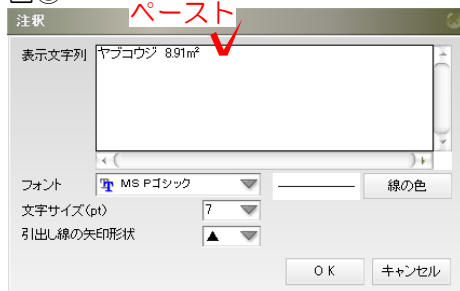 ペースト
注釈
表示文字列
ヤブコウジ 8.91m²
フォント
MS Pゴシック
線の色
文字サイズ(pt)
7
引出し線の矢印形状
▲
OK
キャンセル